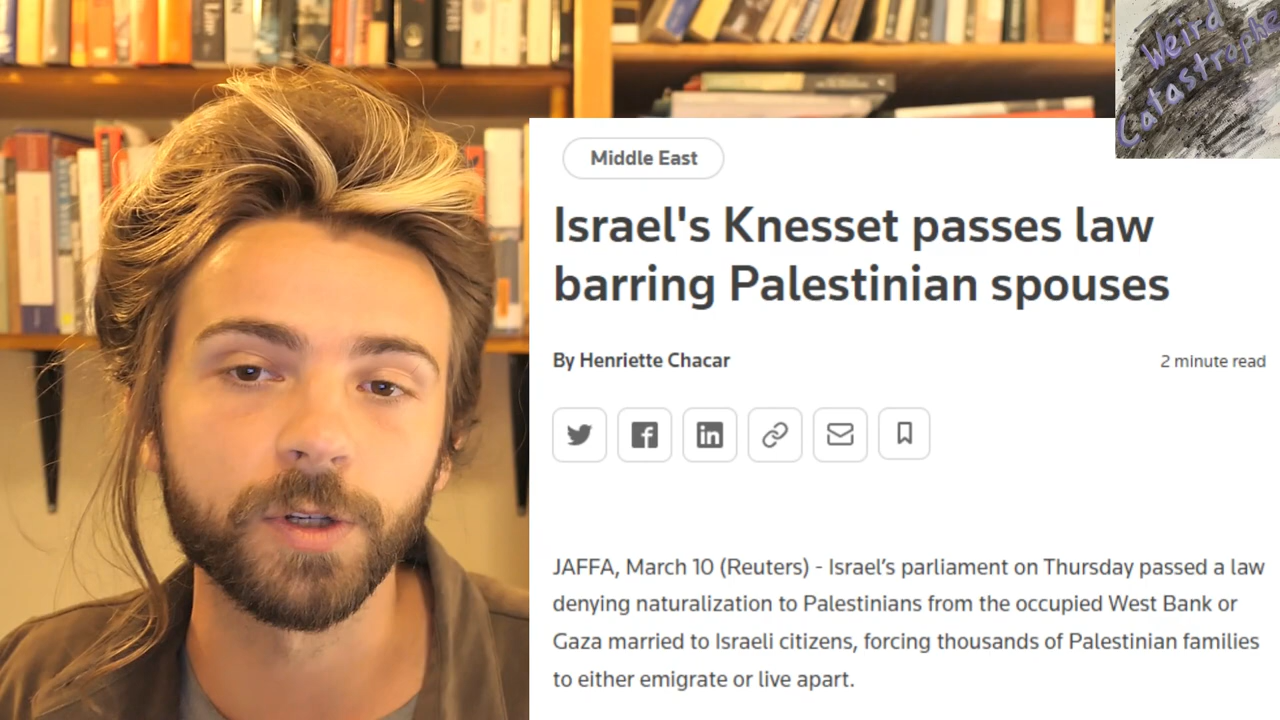 Weird
Catastrophe
Middle East
Israel's Knesset passes law
barring Palestinian spouses
By Henriette Chacar
2 minute read
JAFFA, March 10 (Reuters) - Israel’s parliament on Thursday passed a law
denying naturalization to Palestinians from the occupied West Bank or
Gaza married to Israeli citizens, forcing thousands of Palestinian families
to either emigrate or live apart.